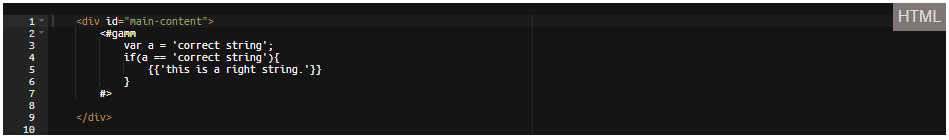 HTML
1 <div id="main-content">
2 <#gamm
3 var a = 'correct string';
4 if(a == 'correct string'){
5 {{'this is a right string.'}}
6 }
7 #>
8
9 </div>
10